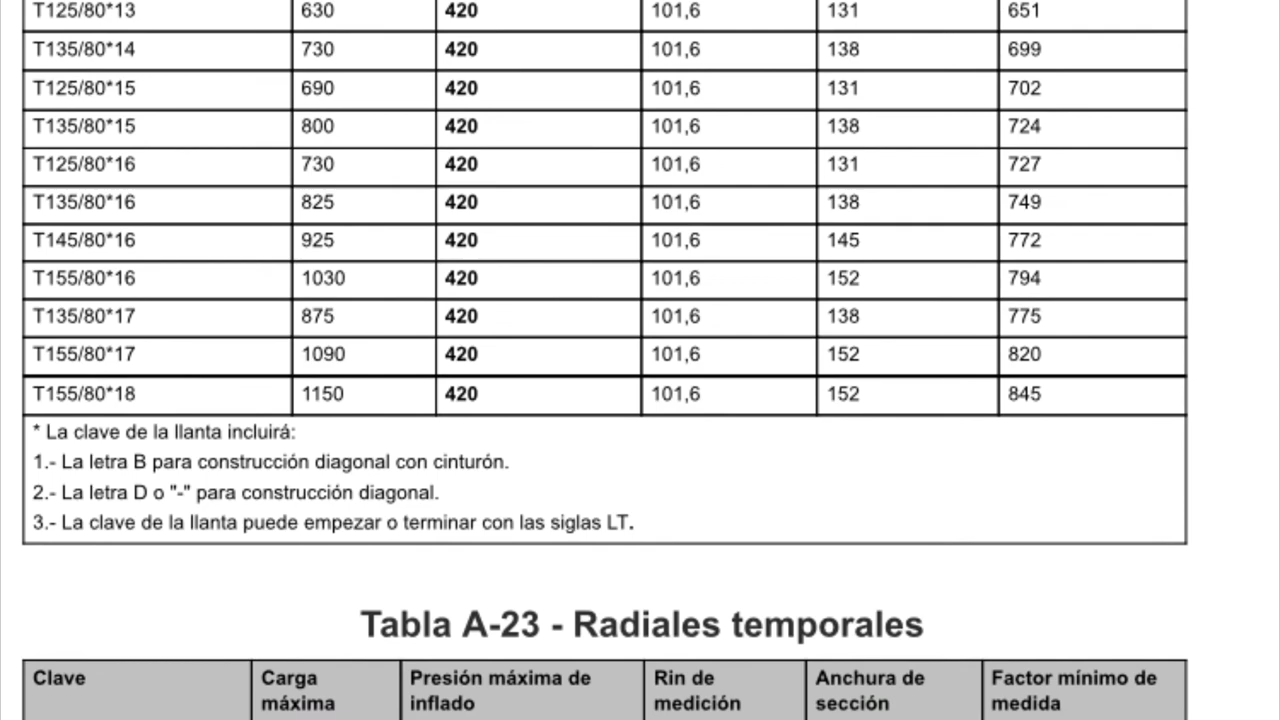 T125/80*13 630 420 101,6 131 651
T135/80*14 730 420 101,6 138 699
T125/80*15 690 420 101,6 131 702
T135/80*15 800 420 101,6 138 724
T125/80*16 730 420 101,6 131 727
T135/80*16 825 420 101,6 138 749
T145/80*16 925 420 101,6 145 772
T155/80*16 1030 420 101,6 152 794
T135/80*17 875 420 101,6 138 775
T155/80*17 1090 420 101,6 152 820
T155/80*18 1150 420 101,6 152 845
* La clave de la llanta incluirá:
1.- La letra B para construcción diagonal con cinturón.
2.- La letra D o "-" para construcción diagonal.
3.- La clave de la llanta puede empezar o terminar con las siglas LT.
Tabla A-23 - Radiales temporales
Clave Carga Presión máxima de Rin de Anchura de Factor mínimo de
máxima inflado medición sección medida